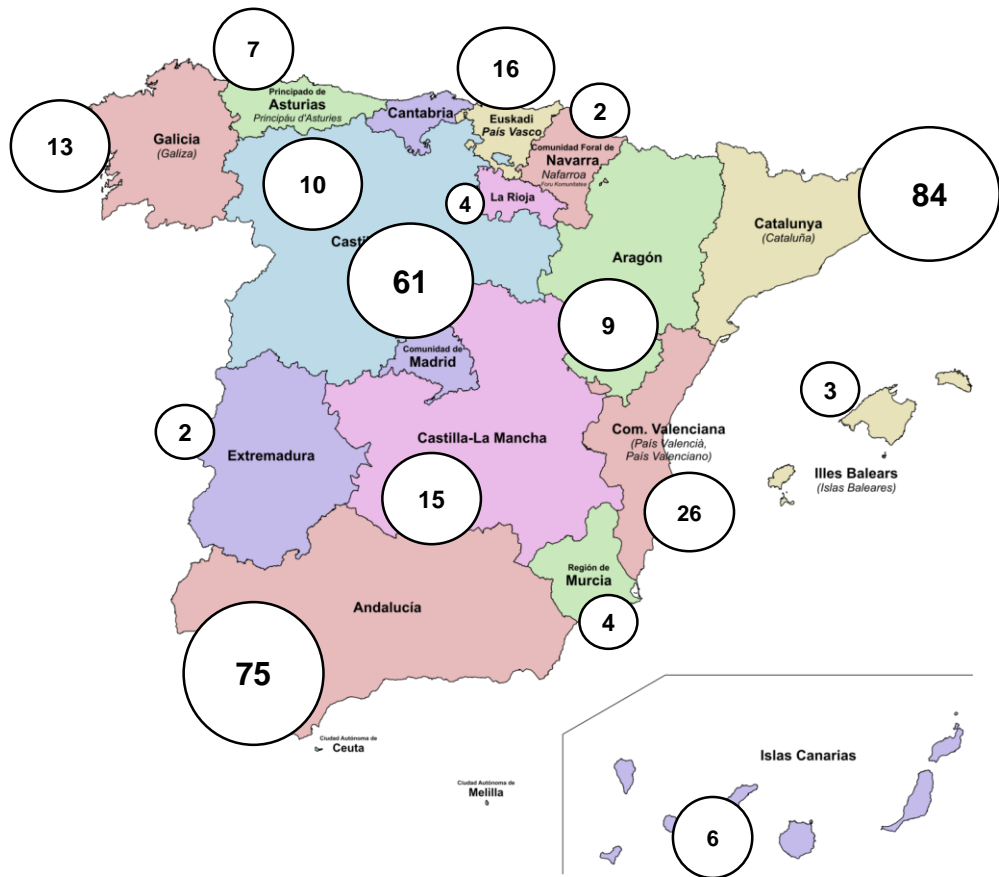 7
16
2
13
Principado de
Asturias
Principáu d'Asturies
Cantabria
Euskadi
País Vasco
Comunidad Foral de
Navarra
Nafarroa
Foru Komunitatea
Galicia
(Galiza)
10
4
La Rioja
84
Catalunya
(Cataluña)
Casti
61
Aragón
9
Comunidad de
Madrid
3
2
Extremadura
Castilla-La Mancha
Com. Valenciana
(País Valencià,
País Valenciano)
Illes Balears
(Islas Baleares)
15
26
Región de
Murcia
4
Andalucía
75
Ciudad Autónoma de
Ceuta
Ciudad Autónoma de
Melilla
Islas Canarias
6